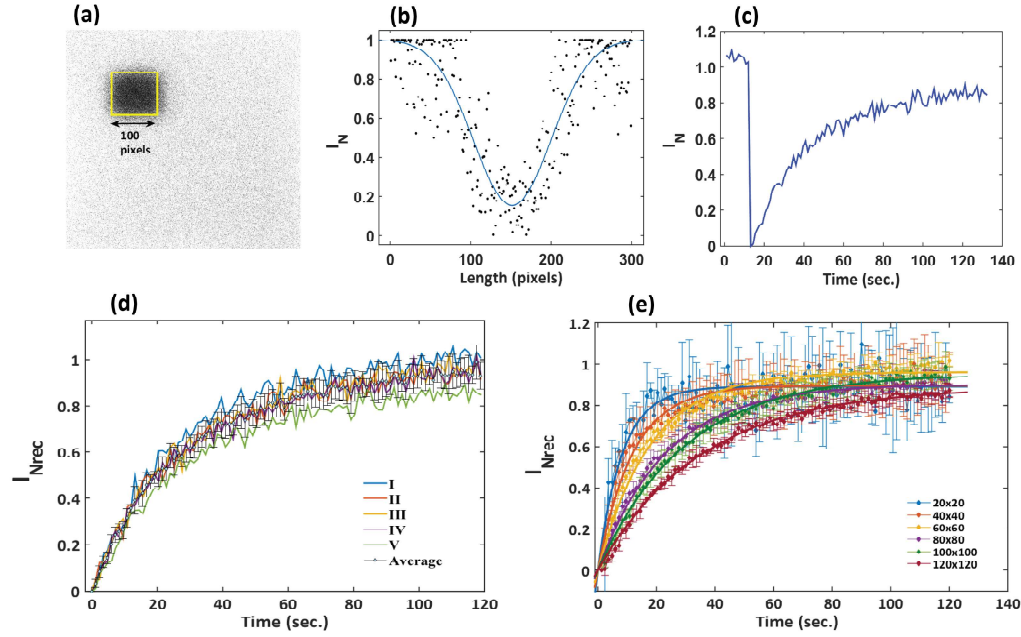 (a)
100
pixels
(b)
I_N
1
0.8
0.6
0.4
0.2
0
0 100 200 300
Length (pixels)
(c)
I_N
1.2
1.0
0.8
0.6
0.4
0.2
0
0 20 40 60 80 100 120 140
Time (sec.)
(d)
I_Nrec
1
0.8
0.6
0.4
0.2
0
I
II
III
IV
V
Average
0 20 40 60 80 100 120
Time (sec.)
(e)
I_Nrec
1.2
1
0.8
0.6
0.4
0.2
0
20x20
40x40
60x60
80x80
100x100
120x120
0 20 40 60 80 100 120 140
Time (sec.)